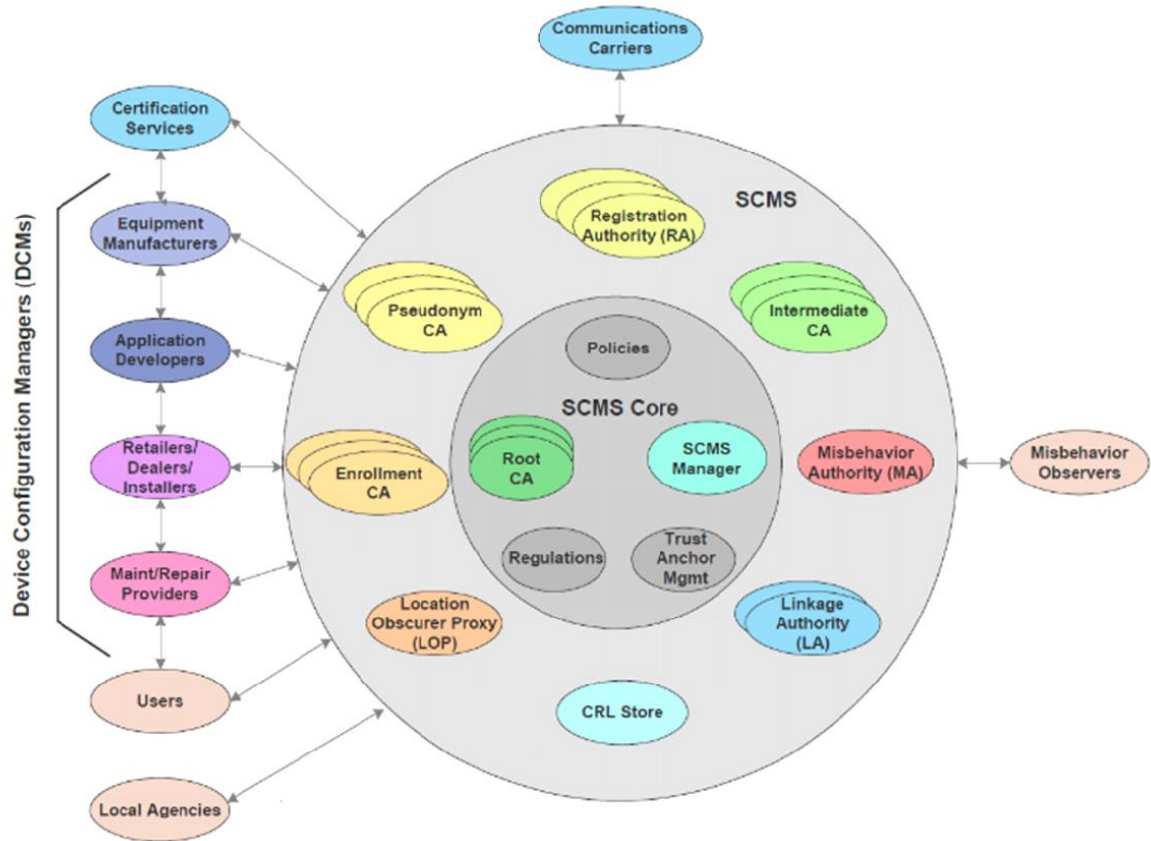 Communications
Carriers
Certification
Services
Device Configuration Managers (DCMs)
Equipment
Manufacturers
Application
Developers
Retailers/
Dealers/
Installers
Maint/Repair
Providers
Users
Local Agencies
SCMS
Registration
Authority (RA)
Pseudonym
CA
Intermediate
CA
Policies
SCMS Core
Root
CA
SCMS
Manager
Enrollment
CA
Misbehavior
Authority (MA)
Misbehavior
Observers
Regulations
Trust
Anchor
Mgmt
Location
Obscurer Proxy
(LOP)
Linkage
Authority
(LA)
CRL Store